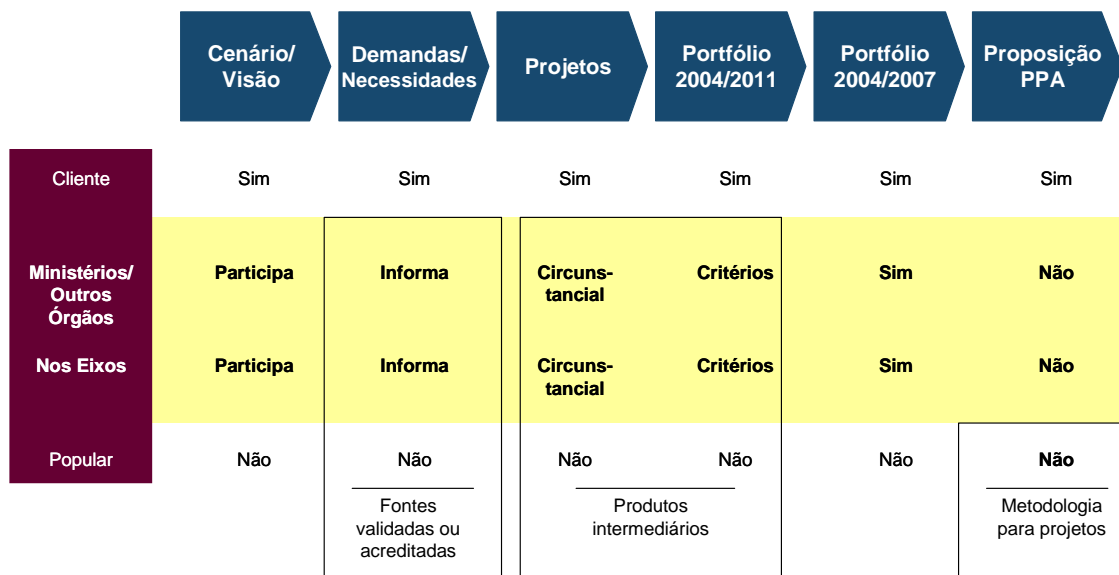 Cenário/
Visão
Demandas/
Necessidades
Projetos
Portfólio
2004/2011
Portfólio
2004/2007
Proposição
PPA
Cliente
Sim
Sim
Sim
Sim
Sim
Sim
Ministérios/
Outros
Órgãos
Participa
Informa
Circuns-
tancial
Critérios
Sim
Não
Nos Eixos
Participa
Informa
Circuns-
tancial
Critérios
Sim
Não
Popular
Não
Não
Não
Não
Não
Não
Fontes
validadas ou
acreditadas
Produtos
intermediários
Metodologia
para projetos